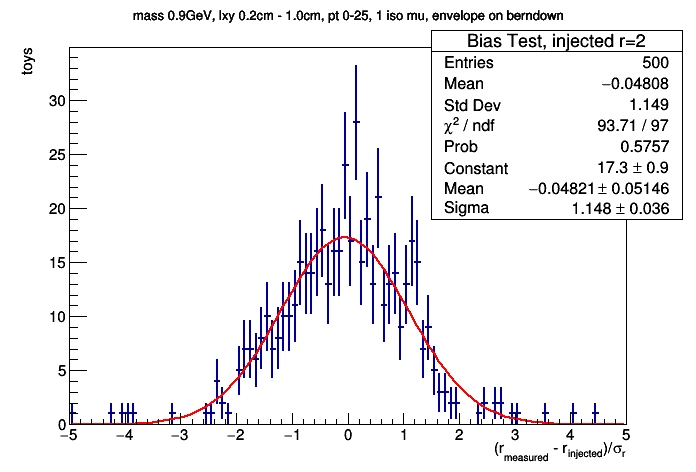 mass 0.9GeV, lxy 0.2cm - 1.0cm, pt 0-25, 1 iso mu, envelope on berndown
toys
Bias Test, injected r=2
Entries 500
Mean −0.04808
Std Dev 1.149
χ² / ndf 93.71 / 97
Prob 0.5757
Constant 17.3 ± 0.9
Mean −0.04821 ± 0.05146
Sigma 1.148 ± 0.036
30
25
20
15
10
5
0
−5 −4 −3 −2 −1 0 1 2 3 4 5
(r_measured - r_injected)/σ_r